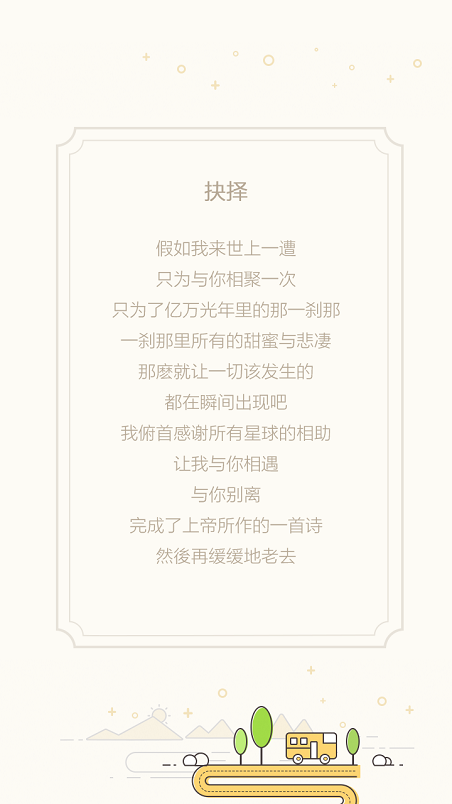 抉择
假如我来世上一遭
只为与你相聚一次
只为了亿万光年里的那一刹那
一刹那里所有的甜蜜与悲凄
那麽就让一切该发生的
都在瞬间出现吧
我俯首感谢所有星球的相助
让我与你相遇
与你别离
完成了上帝所作的一首诗
然後再缓缓地老去